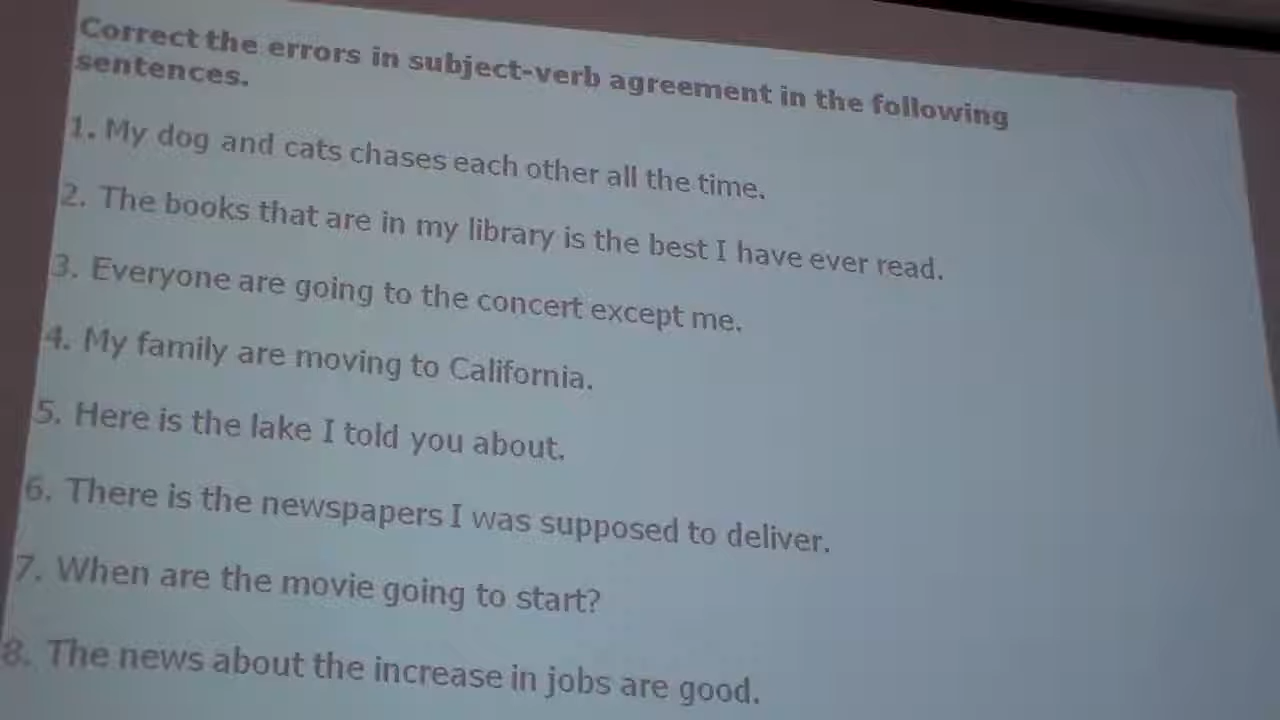 Correct the errors in subject-verb agreement in the following
sentences.
1. My dog and cats chases each other all the time.
2. The books that are in my library is the best I have ever read.
3. Everyone are going to the concert except me.
4. My family are moving to California.
5. Here is the lake I told you about.
6. There is the newspapers I was supposed to deliver.
7. When are the movie going to start?
8. The news about the increase in jobs are good.